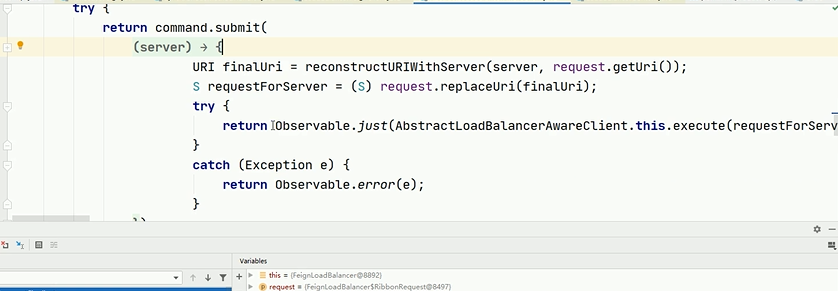 try {
return command.submit(
(server) → {
URI finalUri = reconstructURIWithServer(server, request.getUri());
S requestForServer = (S) request.replaceUri(finalUri);
try {
return Observable.just(AbstractLoadBalancerAwareClient.this.execute(requestForServ
}
catch (Exception e) {
return Observable.error(e);
}
})
Variables
this = {FeignLoadBalancer@8892}
request = {FeignLoadBalancer$RibbonRequest@8497}